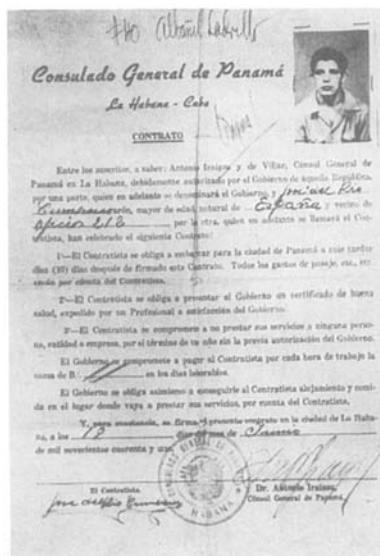 #40 Albañil
Consulado General de Panamá
La Habana - Cuba
CONTRATO
Entre los suscritos, a saber: Antonio Iraizoz y de Villar, Cónsul General de
Panamá en La Habana, debidamente autorizado por el Gobierno de aquella República,
por una parte, quien en adelante se denominará el Gobierno, y
mayor de edad, natural de España y vecino de
por la otra, quien en adelante se llamará el Con-
tratista, han celebrado el siguiente Contrato:
1º—El Contratista se obliga a embarcar para la ciudad de Panamá a más tardar
días (10) días después de firmado este Contrato. Todos los gastos de pasaje, etc., se-
por cuenta del Contratista.
2º—El Contratista se obliga a presentar al Gobierno un certificado de buena
salud, expedido por un Profesional a satisfacción del Gobierno.
3º—El Contratista se compromete a no prestar sus servicios a ninguna perso-
na, entidad o empresa, por el término de un año sin la previa autorización del Gobierno.
El Gobierno se compromete a pagar al Contratista por cada hora de trabajo la
suma de B. en los días laborables.
El Gobierno se obliga asimismo a conseguirle al Contratista alojamiento y comi-
da en el lugar donde vaya a prestar sus servicios, por cuenta del Contratista.
Y, para constancia, se firma el presente contrato en la ciudad de La Haba-
na, a los días del mes de
de mil novecientos cuarenta y uno.
El Contratista.
Dr. Antonio Iraizoz,
Cónsul General de Panamá.
HABANA